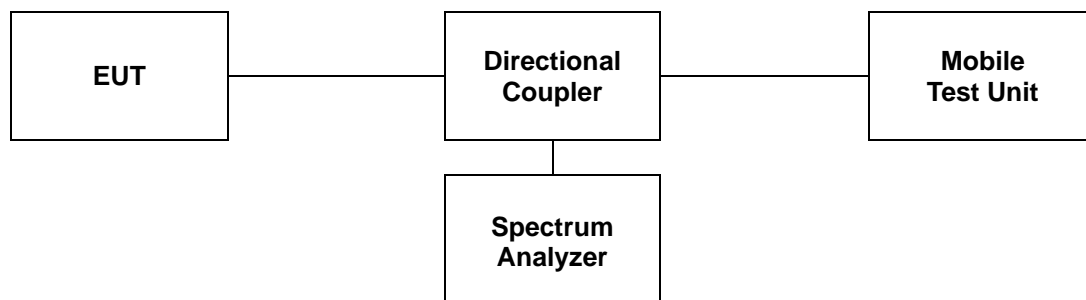 EUT
Directional
Coupler
Mobile
Test Unit
Spectrum
Analyzer